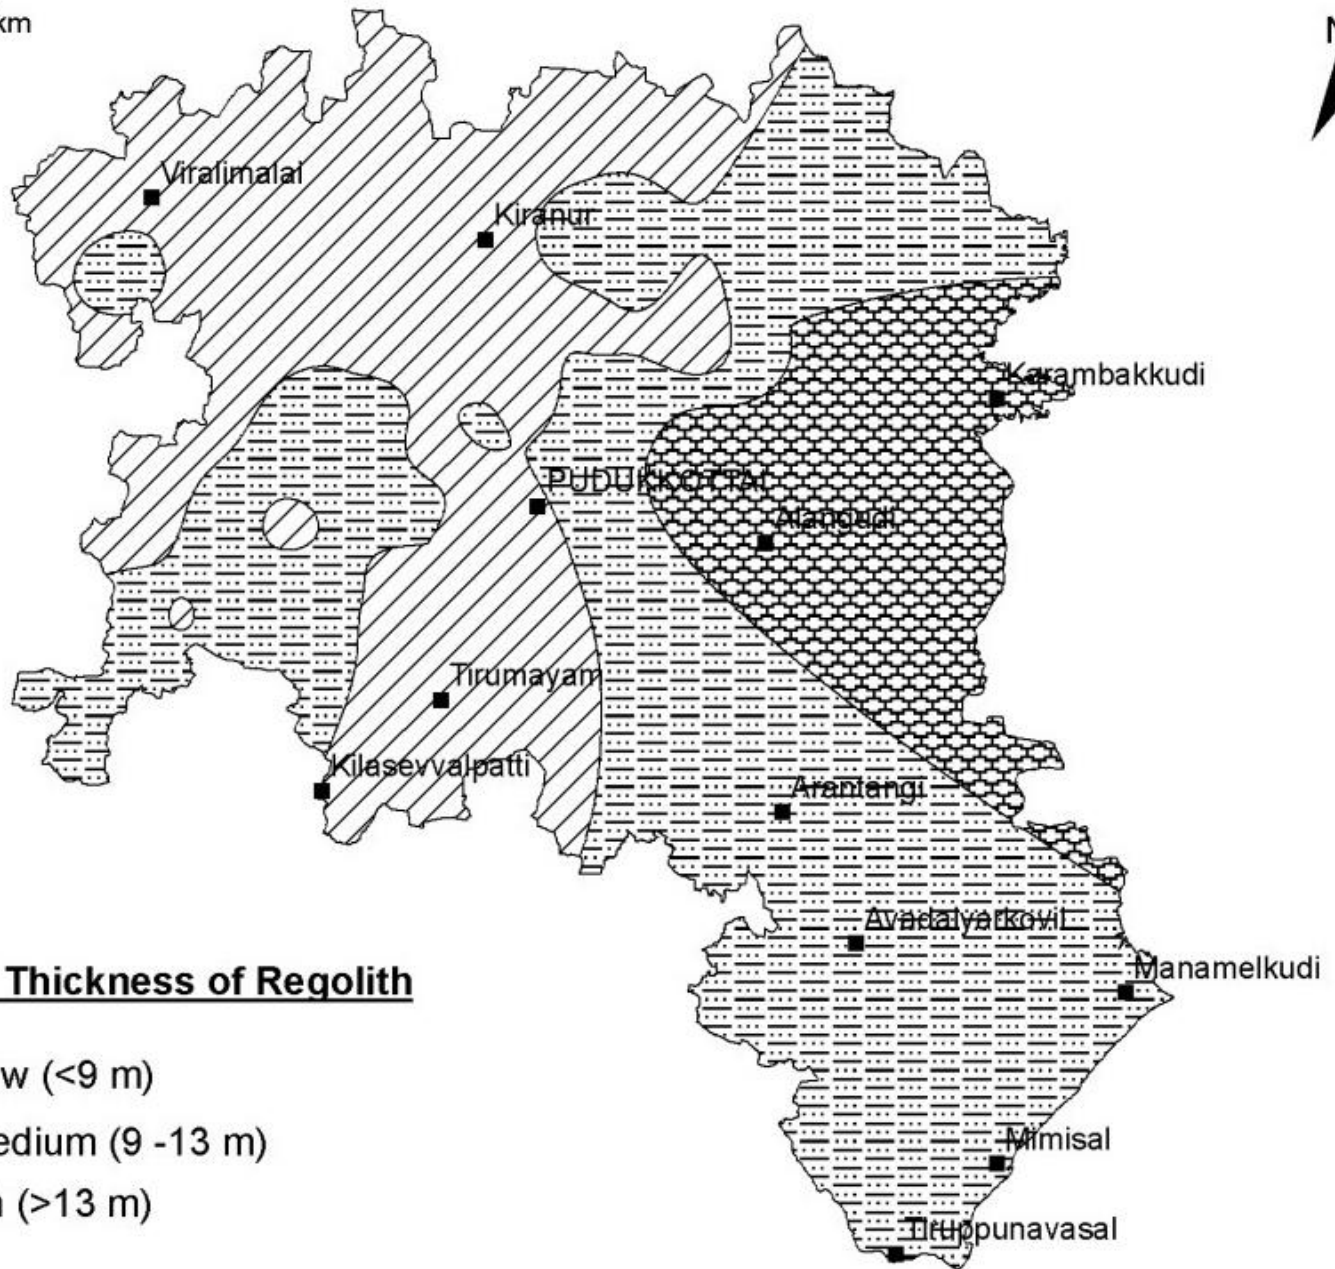 km
N
Viralimalai
Kiranur
Karambakkudi
PUDUKKOTTAI
Alangudi
Tirumayam
Kilasevvalpatti
Arantangi
Avadaiyarkovil
Manamelkudi
Thickness of Regolith
w (<9 m)
edium (9 -13 m)
(>13 m)
Mimisal
Tiruppunavasal